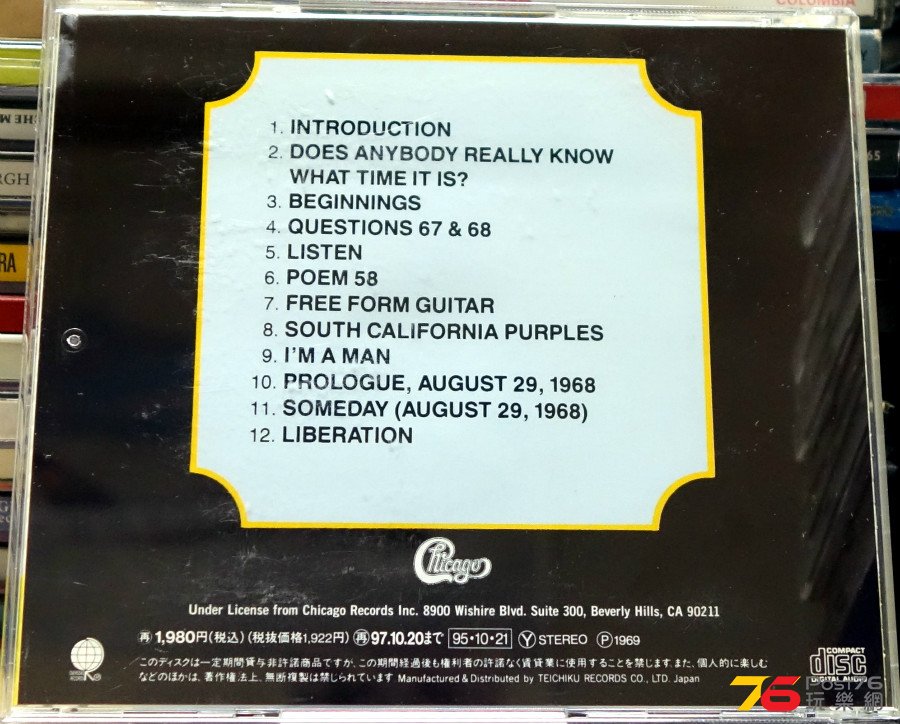 COLUMBIA
1. INTRODUCTION
2. DOES ANYBODY REALLY KNOW
WHAT TIME IT IS?
3. BEGINNINGS
4. QUESTIONS 67 & 68
5. LISTEN
6. POEM 58
7. FREE FORM GUITAR
8. SOUTH CALIFORNIA PURPLES
9. I'M A MAN
10. PROLOGUE, AUGUST 29, 1968
11. SOMEDAY (AUGUST 29, 1968)
12. LIBERATION
Chicago
Under License from Chicago Records Inc. 8900 Wishire Blvd. Suite 300, Beverly Hills, CA 90211
再 1,980円(税込) (税抜価格1,922円) 再 97.10.20まで 95・10・21 Y STEREO Ⓟ1969
このディスクは一定期間貸与非許諾商品ですが、この期間経過後も権利者の許諾なく賃貸業に使用することを禁じます。また、個人的に楽しむ
などのほかは、著作権法上、無断複製は禁じられています Manufactured & Distributed by TEICHIKU RECORDS CO., LTD. Japan
COMPACT
disc
DIGITAL AUDIO
76 Post76
玩樂網